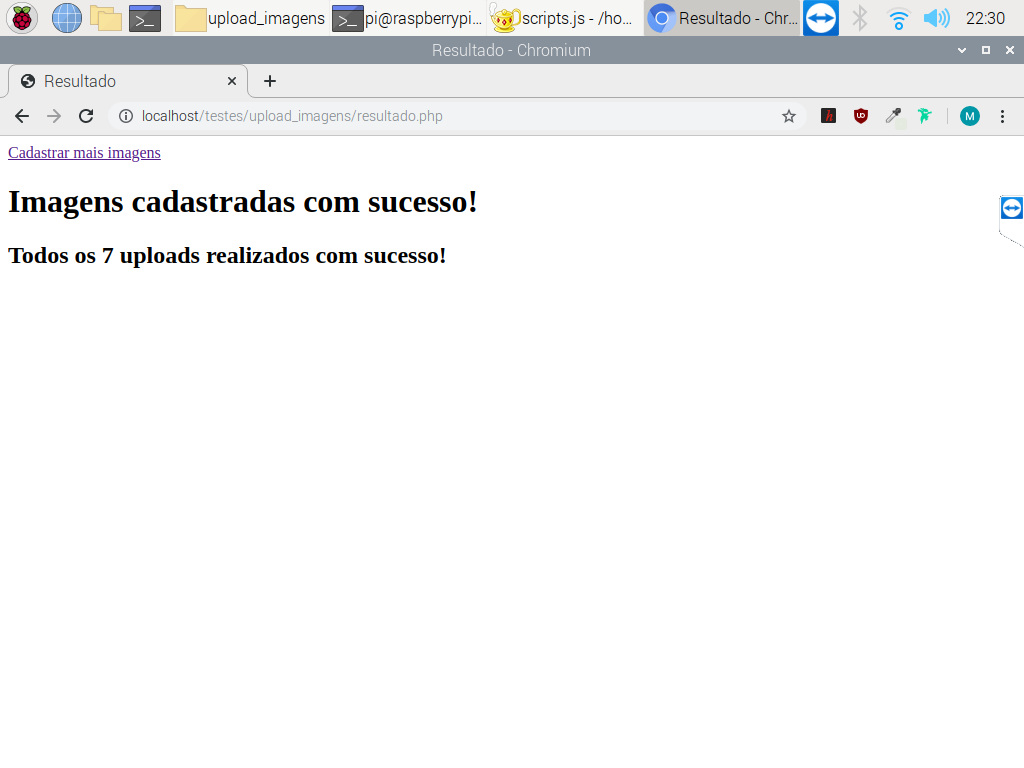 upload_imagens pi@raspberrypi... scripts.js - /ho... Resultado - Chr... 22:30
Resultado - Chromium
Resultado
localhost/testes/upload_imagens/resultado.php
h
UD
M
Cadastrar mais imagens
Imagens cadastradas com sucesso!
Todos os 7 uploads realizados com sucesso!